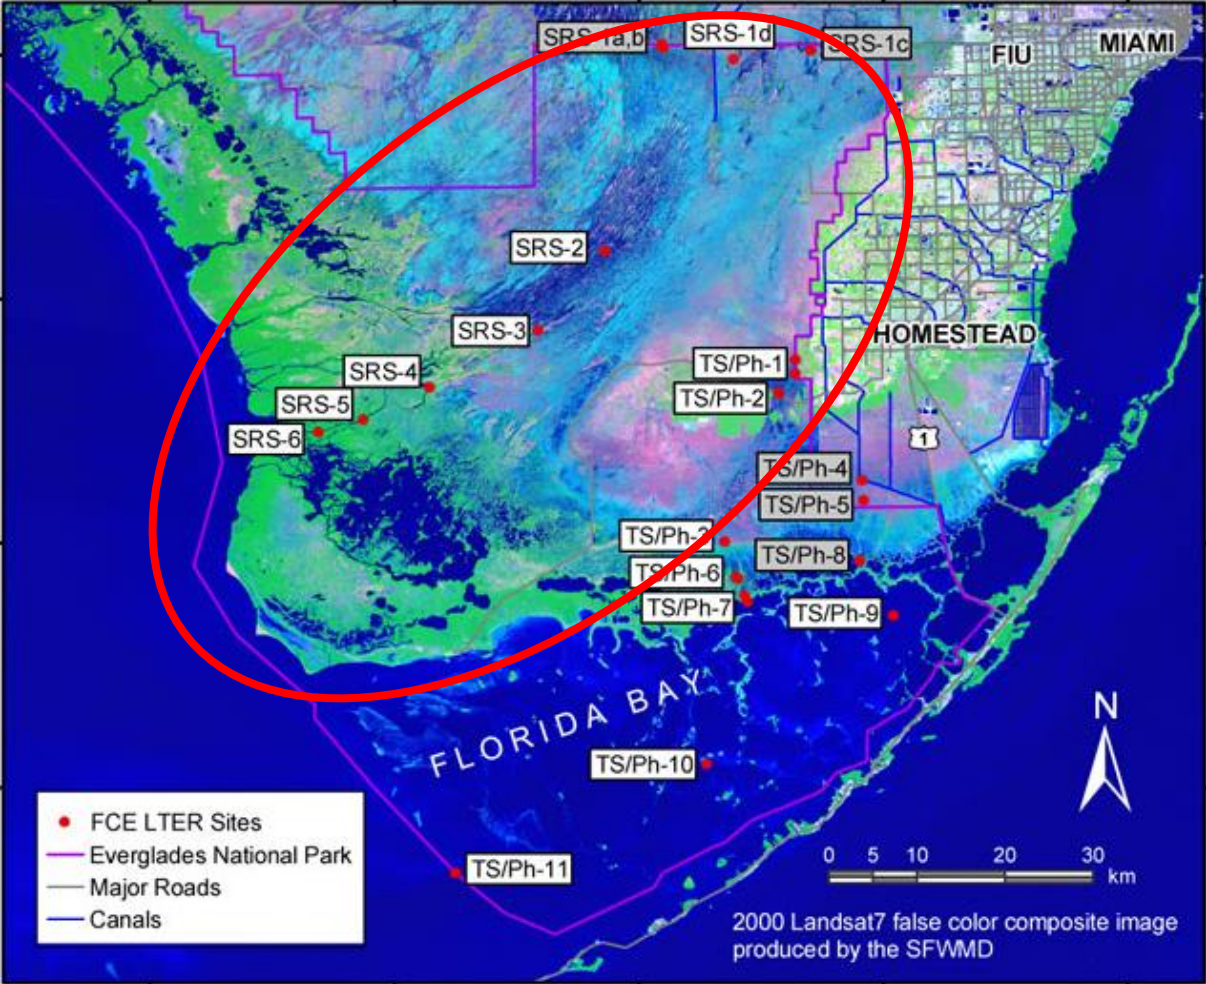 SRS-1a,b
SRS-1d
SRS-1c
FIU
MIAMI
SRS-2
SRS-3
HOMESTEAD
TS/Ph-1
SRS-4
TS/Ph-2
SRS-5
SRS-6
1
TS/Ph-4
TS/Ph-5
TS/Ph-3
TS/Ph-8
TS/Ph-6
TS/Ph-7
TS/Ph-9
FLORIDA BAY
N
TS/Ph-10
FCE LTER Sites
Everglades National Park
Major Roads
Canals
TS/Ph-11
0 5 10 20 30
km
2000 Landsat7 false color composite image
produced by the SFWMD